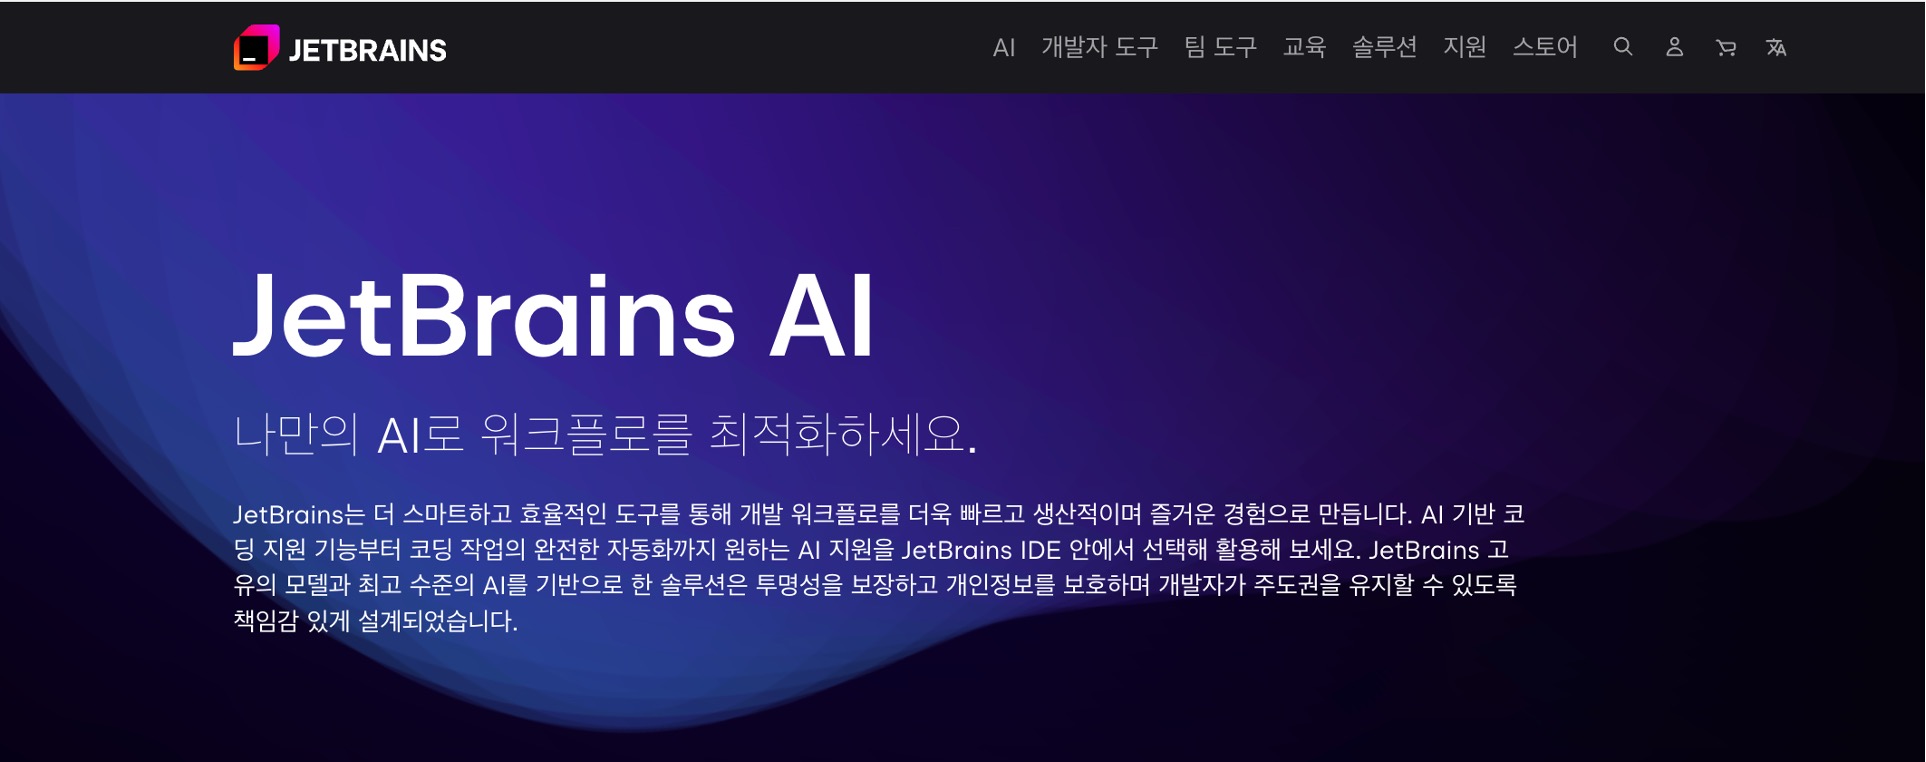 JETBRAINS
AI 개발자 도구 팀 도구 교육 솔루션 지원 스토어
JetBrains AI
나만의 AI로 워크플로를 최적화하세요.
JetBrains는 더 스마트하고 효율적인 도구를 통해 개발 워크플로를 더욱 빠르고 생산적이며 즐거운 경험으로 만듭니다. AI 기반 코
딩 지원 기능부터 코딩 작업의 완전한 자동화까지 원하는 AI 지원을 JetBrains IDE 안에서 선택해 활용해 보세요. JetBrains 고
유의 모델과 최고 수준의 AI를 기반으로 한 솔루션은 투명성을 보장하고 개인정보를 보호하며 개발자가 주도권을 유지할 수 있도록
책임감 있게 설계되었습니다.